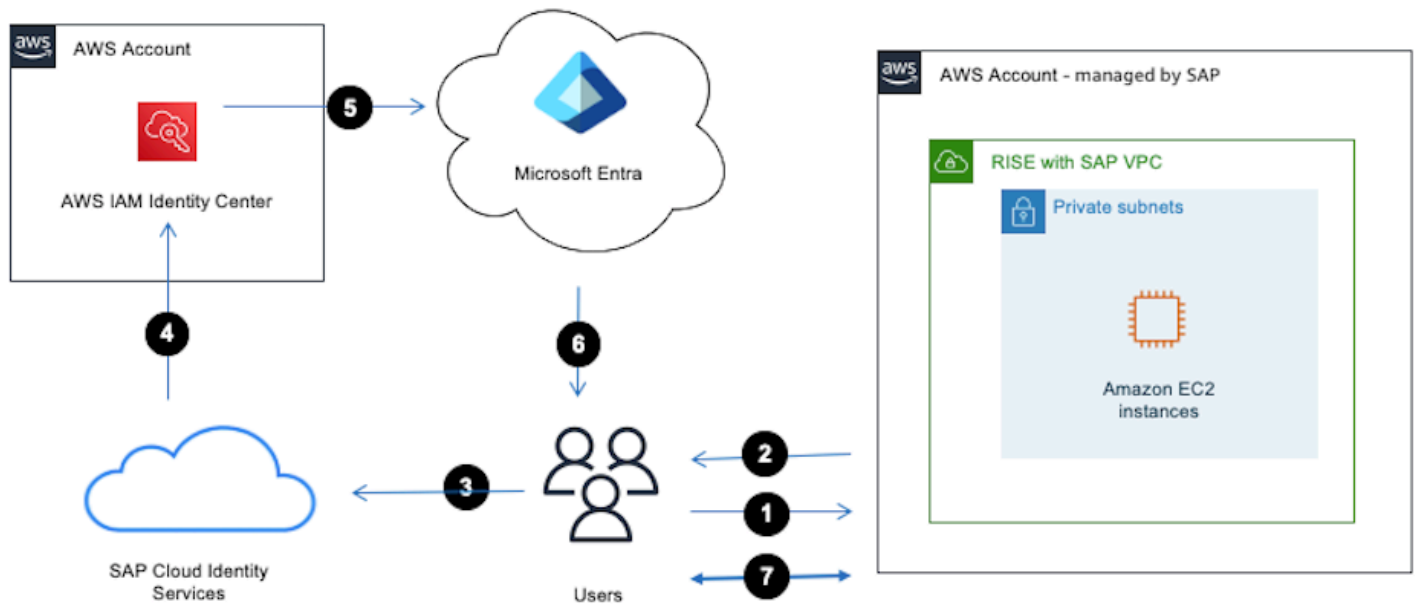 aws
AWS Account
AWS IAM Identity Center
5
Microsoft Entra
aws
AWS Account - managed by SAP
RISE with SAP VPC
Private subnets
Amazon EC2
instances
4
6
2
3
1
7
SAP Cloud Identity
Services
Users